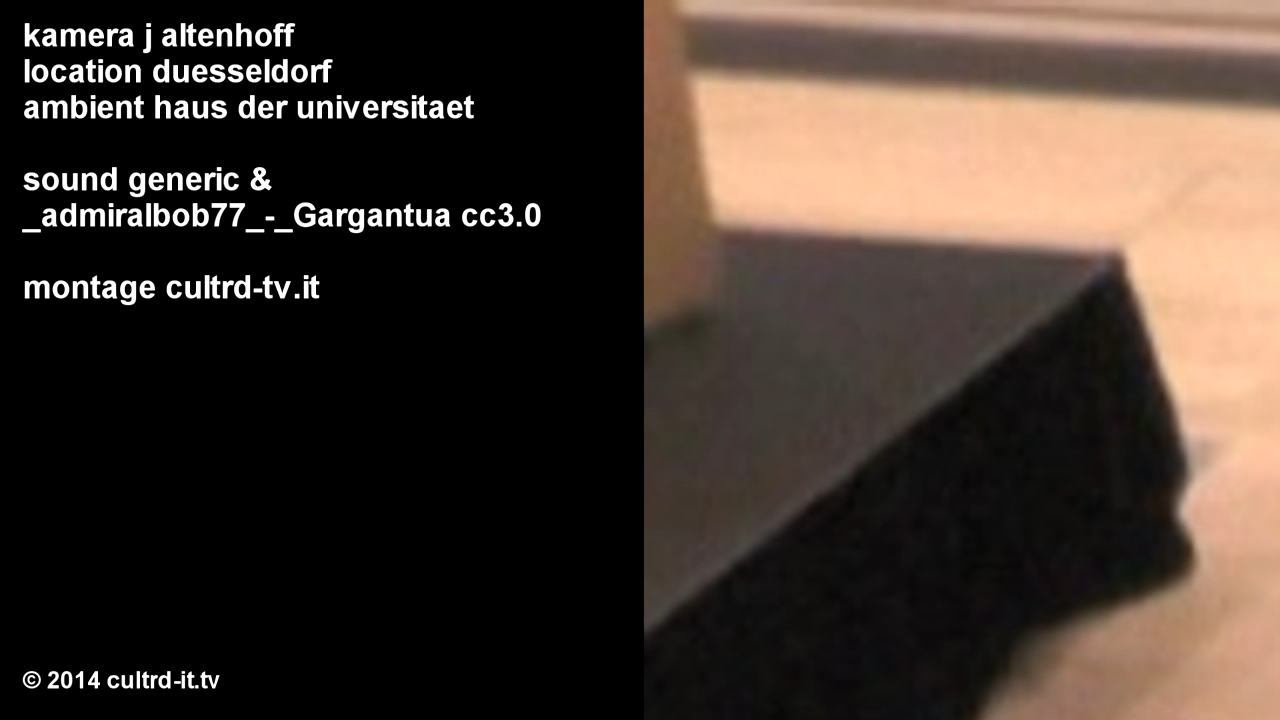 kamera j altenhoff
location duesseldorf
ambient haus der universitaet
sound generic &
_admiralbob77_-_Gargantua cc3.0
montage cultrd-tv.it
© 2014 cultrd-it.tv